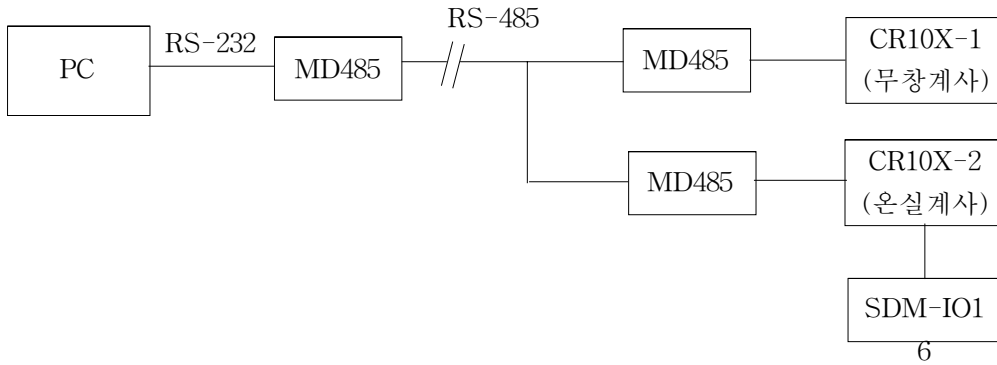 RS-485
RS-232
PC
MD485
MD485
CR10X-1
(무창계사)
MD485
CR10X-2
(온실계사)
SDM-IO1
6